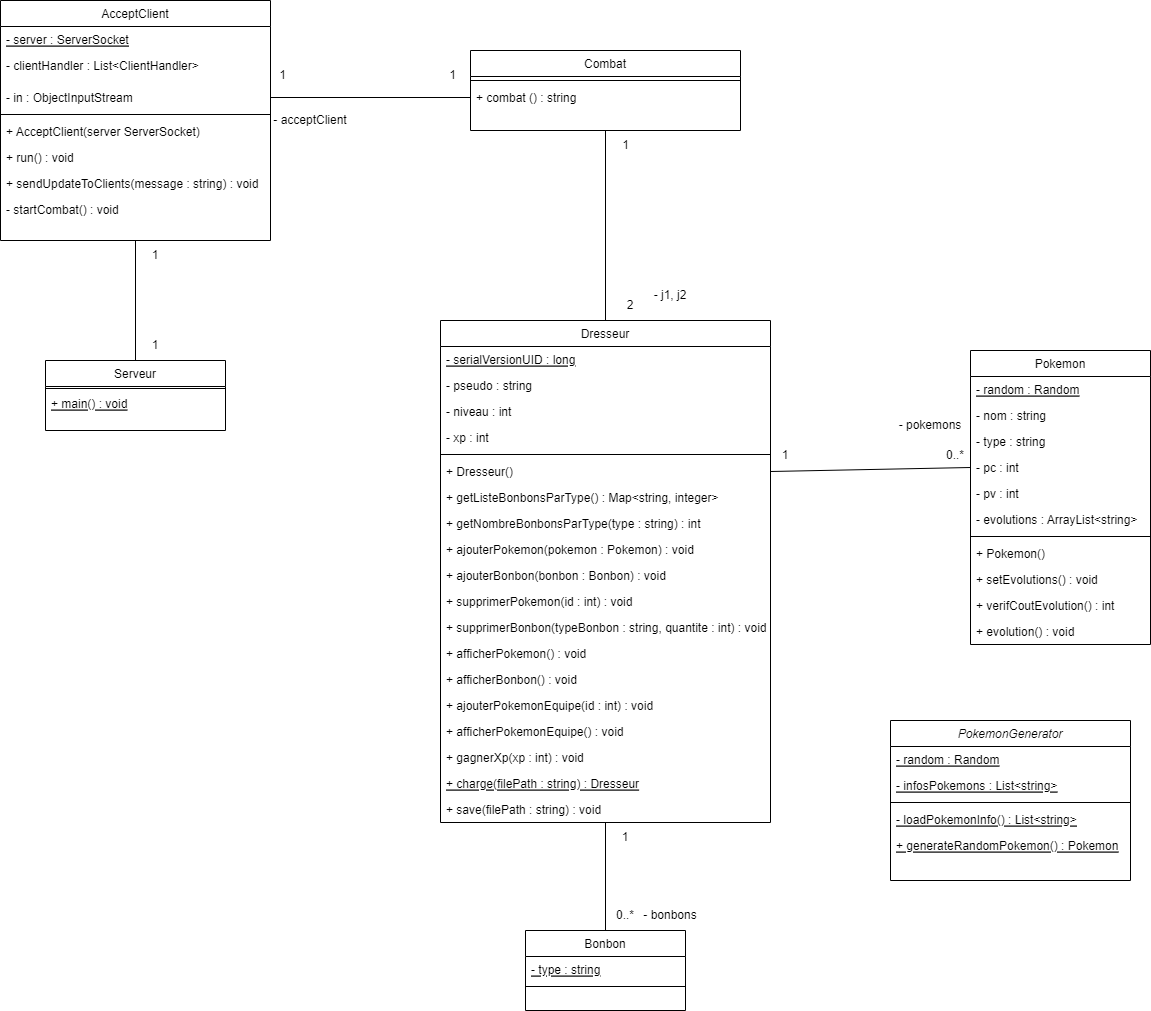 AcceptClient
- server : ServerSocket
- clientHandler : List<ClientHandler>
- in : ObjectInputStream
+ AcceptClient(server ServerSocket)
+ run() : void
+ sendUpdateToClients(message : string) : void
- startCombat() : void
1
1
- acceptClient
Combat
+ combat () : string
1
1
1
Serveur
+ main() : void
2
- j1, j2
Dresseur
- serialVersionUID : long
- pseudo : string
- niveau : int
- xp : int
+ Dresseur()
+ getListeBonbonsParType() : Map<string, integer>
+ getNombreBonbonsParType(type : string) : int
+ ajouterPokemon(pokemon : Pokemon) : void
+ ajouterBonbon(bonbon : Bonbon) : void
+ supprimerPokemon(id : int) : void
+ supprimerBonbon(typeBonbon : string, quantite : int) : void
+ afficherPokemon() : void
+ afficherBonbon() : void
+ ajouterPokemonEquipe(id : int) : void
+ afficherPokemonEquipe() : void
+ gagnerXp(xp : int) : void
+ charge(filePath : string) : Dresseur
+ save(filePath : string) : void
1
- pokemons
0..*
Pokemon
- random : Random
- nom : string
- type : string
- pc : int
- pv : int
- evolutions : ArrayList<string>
+ Pokemon()
+ setEvolutions() : void
+ verifCoutEvolution() : int
+ evolution() : void
PokemonGenerator
- random : Random
- infosPokemons : List<string>
- loadPokemonInfo() : List<string>
+ generateRandomPokemon() : Pokemon
1
0..* - bonbons
Bonbon
- type : string